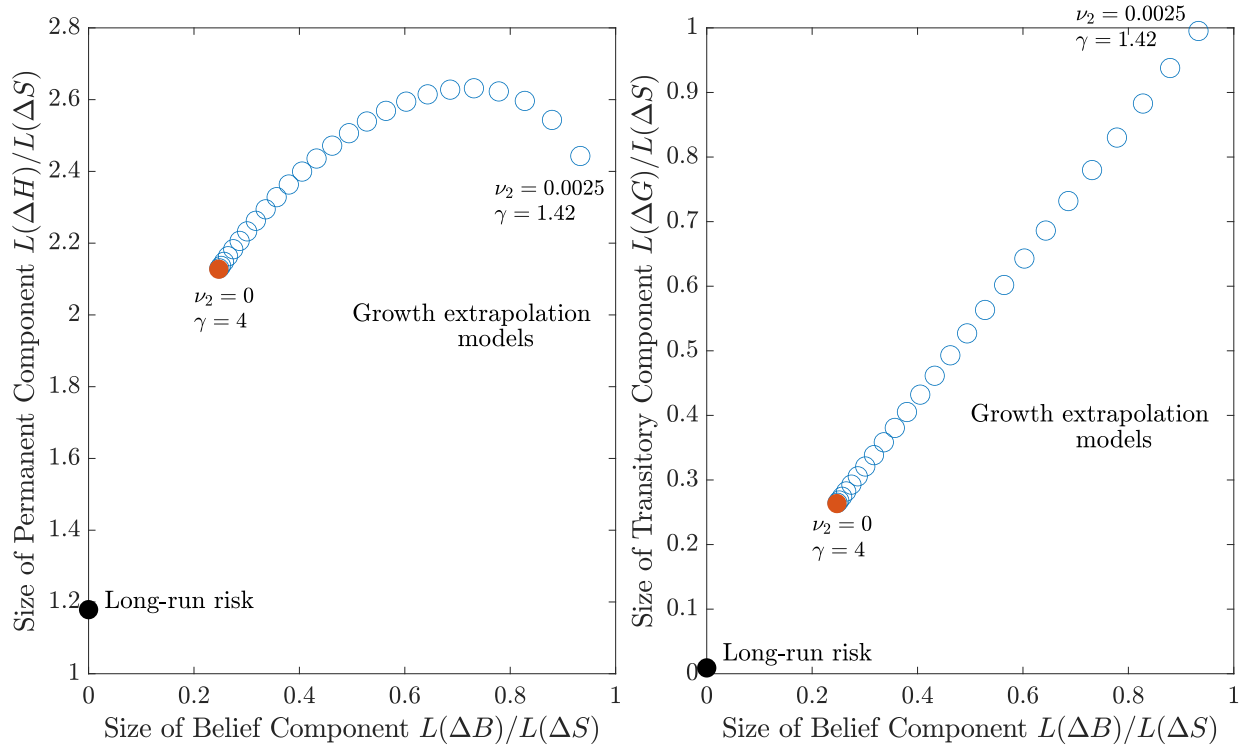 2.8
2.6
2.4
2.2
2
1.8
1.6
1.4
1.2
1
Size of Permanent Component L(ΔH)/L(ΔS)
ν₂ = 0.0025
γ = 1.42
ν₂ = 0
γ = 4
Growth extrapolation
models
Long-run risk
0
0.2
0.4
0.6
0.8
1
Size of Belief Component L(ΔB)/L(ΔS)
1
0.9
0.8
0.7
0.6
0.5
0.4
0.3
0.2
0.1
0
Size of Transitory Component L(ΔG)/L(ΔS)
ν₂ = 0.0025
γ = 1.42
Growth extrapolation
models
ν₂ = 0
γ = 4
Long-run risk
0
0.2
0.4
0.6
0.8
1
Size of Belief Component L(ΔB)/L(ΔS)